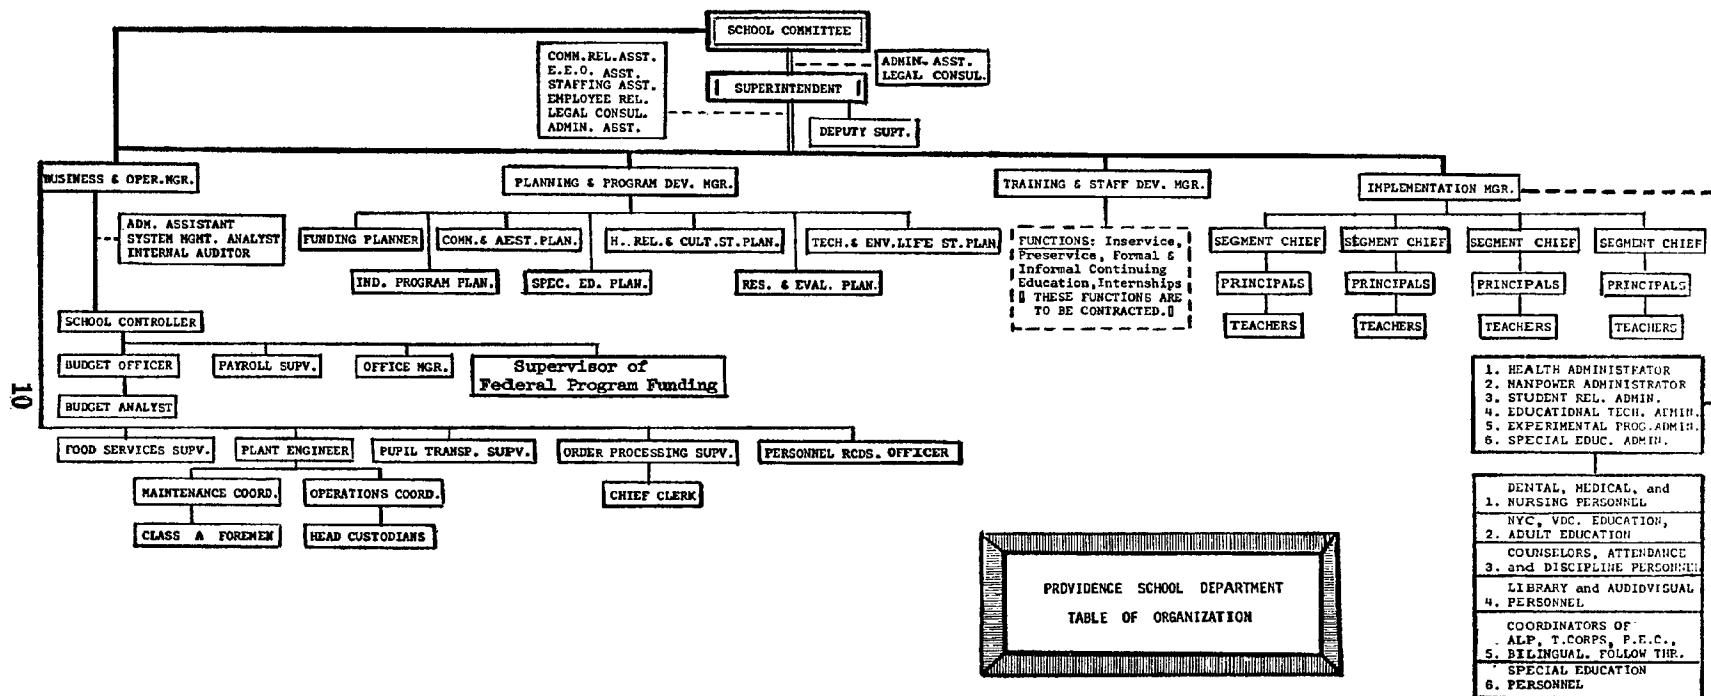 SCHOOL COMMITTEE
COMM.REL.ASST.
E.E.O. ASST.
STAFFING ASST.
EMPLOYEE REL.
LEGAL CONSUL.
ADMIN. ASST.
ADMIN. ASST.
LEGAL CONSUL.
SUPERINTENDENT
DEPUTY SUPT.
BUSINESS & OPER.MGR.
PLANNING & PROGRAM DEV. MGR.
TRAINING & STAFF DEV. MGR.
IMPLEMENTATION MGR.
ADM. ASSISTANT
SYSTEM MGMT. ANALYST
INTERNAL AUDITOR
FUNDING PLANNER
COMM.& AEST.PLAN.
H. REL.& CULT.ST.PLAN.
TECH.& ENV.LIFE ST.PLAN
IND. PROGRAM PLAN.
SPEC. ED. PLAN.
RES. & EVAL. PLAN.
FUNCTIONS: Inservice,
Preservice, Formal &
Informal Continuing
Education,Internships
[ THESE FUNCTIONS ARE
TO BE CONTRACTED.]
SEGMENT CHIEF
SEGMENT CHIEF
SEGMENT CHIEF
SEGMENT CHIEF
PRINCIPALS
PRINCIPALS
PRINCIPALS
PRINCIPALS
TEACHERS
TEACHERS
TEACHERS
TEACHERS
SCHOOL CONTROLLER
BUDGET OFFICER
PAYROLL SUPV.
OFFICE MGR.
Supervisor of
Federal Program Funding
BUDGET ANALYST
10
FOOD SERVICES SUPV.
PLANT ENGINEER
PUPIL TRANSP. SUPV.
ORDER PROCESSING SUPV.
PERSONNEL RCDS. OFFICER
MAINTENANCE COORD.
OPERATIONS COORD.
CHIEF CLERK
CLASS A FOREMEN
HEAD CUSTODIANS
1. HEALTH ADMINISTRATOR
2. MANPOWER ADMINISTRATOR
3. STUDENT REL. ADMIN.
4. EDUCATIONAL TECH. ADMIN.
5. EXPERIMENTAL PROG.ADMIN.
6. SPECIAL EDUC. ADMIN.
DENTAL, MEDICAL, and
1. NURSING PERSONNEL
NYC, VOC. EDUCATION,
2. ADULT EDUCATION
COUNSELORS, ATTENDANCE
3. and DISCIPLINE PERSONNEL
LIBRARY and AUDIOVISUAL
4. PERSONNEL
COORDINATORS OF
ALP, T.CORPS, P.E.C.,
5. BILINGUAL. FOLLOW THR.
SPECIAL EDUCATION
6. PERSONNEL
PROVIDENCE SCHOOL DEPARTMENT
TABLE OF ORGANIZATION